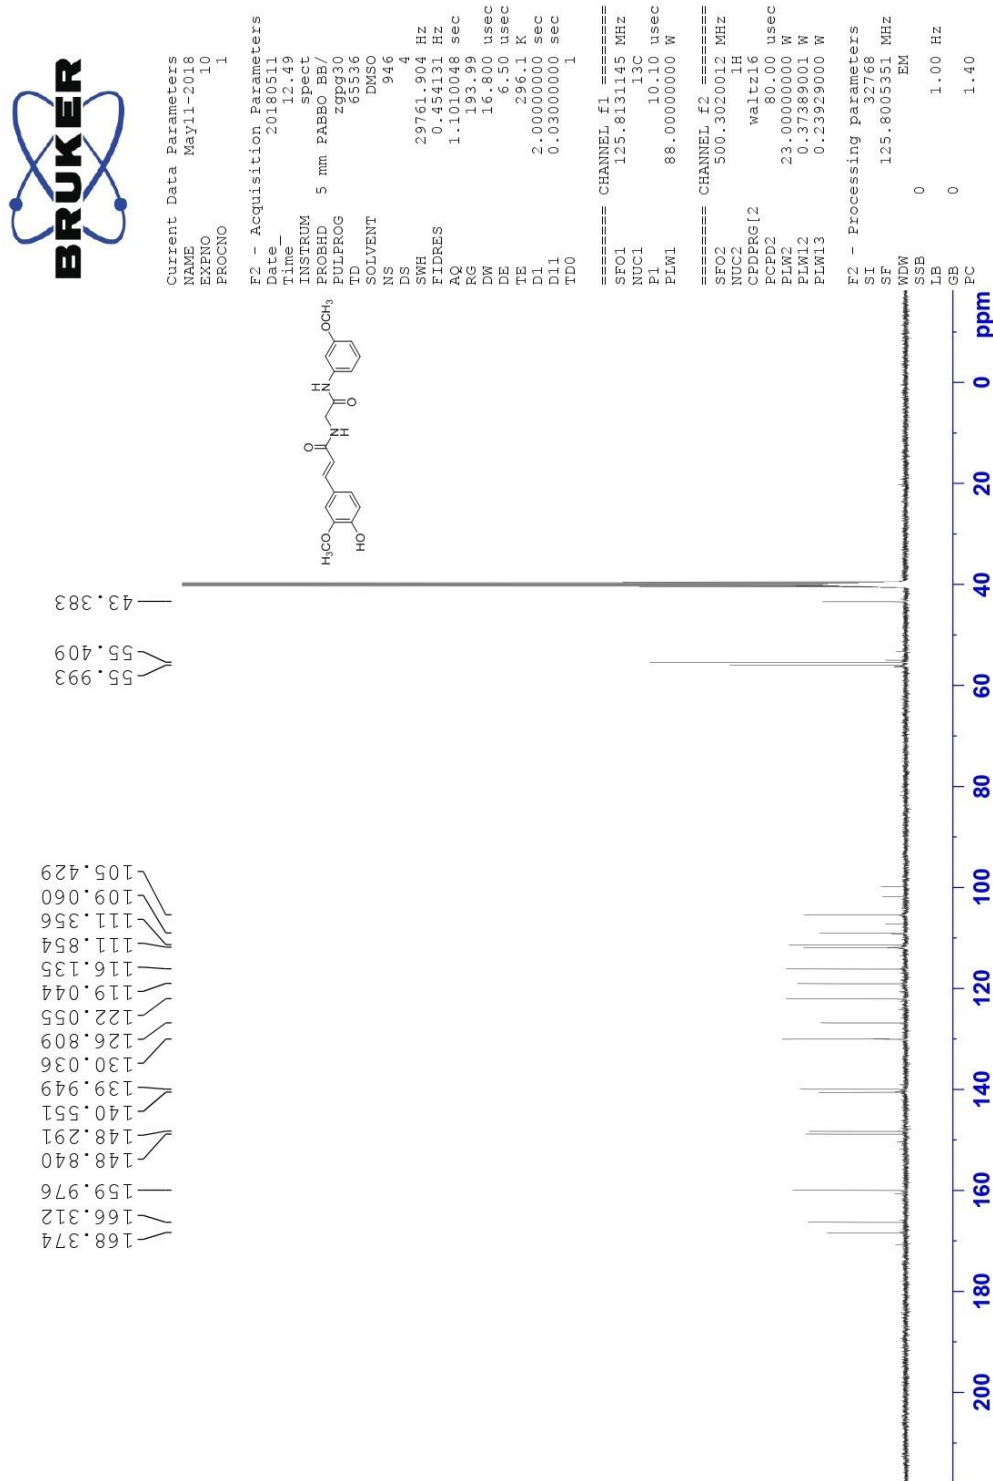 BRUKER
Current Data Parameters
NAME May11-2018
EXPNO 10
PROCNO 1
F2 - Acquisition Parameters
Date_ 20180511
Time 12.49
INSTRUM spect
PROBHD 5 mm PABBO BB/
PULPROG zgpg30
TD 65536
SOLVENT DMSO
NS 946
DS 4
SWH 29761.904 Hz
FIDRES 0.454131 Hz
AQ 1.1010048 sec
RG 193.99
DW 16.800 usec
DE 6.50 usec
TE 296.1 K
D1 2.00000000 sec
D11 0.03000000 sec
TD0 1
======== CHANNEL f1 ========
SFO1 125.8131145 MHz
NUC1 13C
P1 10.10 usec
PLW1 88.00000000 W
======== CHANNEL f2 ========
SFO2 500.3020012 MHz
NUC2 1H
CPDPRG[2 waltz16
PCPD2 80.00 usec
PLW2 23.00000000 W
PLW12 0.37389001 W
PLW13 0.23929000 W
F2 - Processing parameters
SI 32768
SF 125.8005351 MHz
WDW EM
SSB 0
LB 1.00 Hz
GB 0
PC 1.40
168.374
166.312
159.976
148.840
148.291
140.551
139.949
130.036
126.809
122.055
119.044
116.135
111.854
111.356
109.060
105.429
55.993
55.409
43.383
H3CO
HO
O
N
H
O
H
N
OCH3
200 180 160 140 120 100 80 60 40 20 0 ppm